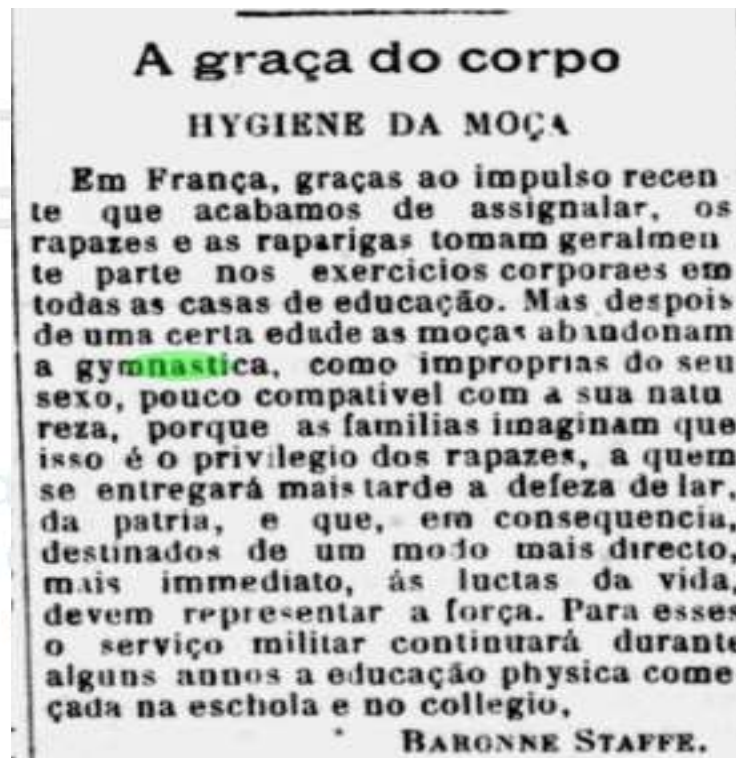 A graça do corpo
HYGIENE DA MOÇA
Em França, graças ao impulso recen
te que acabamos de assignalar, os
rapazes e as raparigas tomam geralmen
te parte nos exercicios corporaes em
todas as casas de educação. Mas despois
de uma certa edade as moças abandonam
a gymnastica, como improprias do seu
sexo, pouco compativel com a sua natu
reza, porque as familias imaginam que
isso é o privilegio dos rapazes, a quem
se entregará mais tarde a defeza de lar,
da patria, e que, em consequencia,
destinados de um modo mais directo,
mais immediato, ás luctas da vida,
devem representar a força. Para esses
o serviço militar continuará durante
alguns annos a educação physica come
çada na eschola e no collegio.
BARONNE STAFFE.